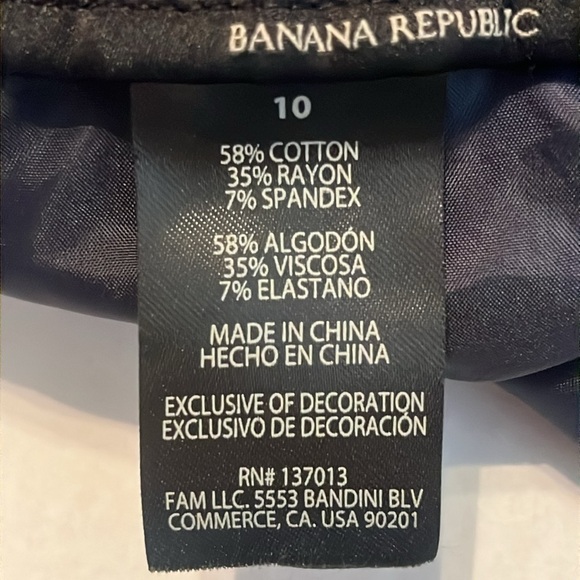 BANANA REPUBLIC
10
58% COTTON
35% RAYON
7% SPANDEX
58% ALGODÓN
35% VISCOSA
7% ELASTANO
MADE IN CHINA
HECHO EN CHINA
EXCLUSIVE OF DECORATION
EXCLUSIVO DE DECORACIÓN
RN# 137013
FAM LLC. 5553 BANDINI BLV
COMMERCE, CA. USA 90201